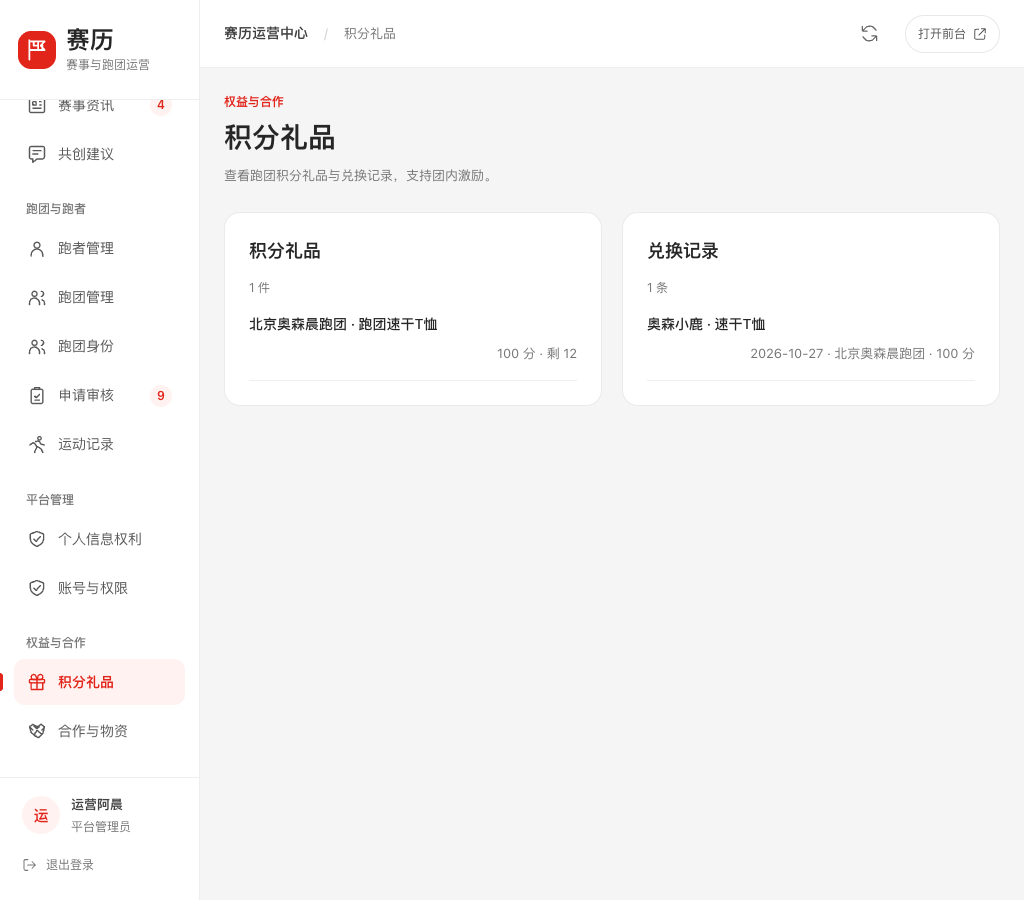 赛历
赛事与跑团运营
赛事资讯 4
共创建议
跑团与跑者
跑者管理
跑团管理
跑团身份
申请审核 9
运动记录
平台管理
个人信息权利
账号与权限
权益与合作
积分礼品
合作与物资
运 运营阿晨
平台管理员
退出登录
赛历运营中心 / 积分礼品
打开前台
权益与合作
积分礼品
查看跑团积分礼品与兑换记录，支持团内激励。
积分礼品
1 件
北京奥森晨跑团 · 跑团速干T恤
100 分 · 剩 12
兑换记录
1 条
奥森小鹿 · 速干T恤
2026-10-27 · 北京奥森晨跑团 · 100 分